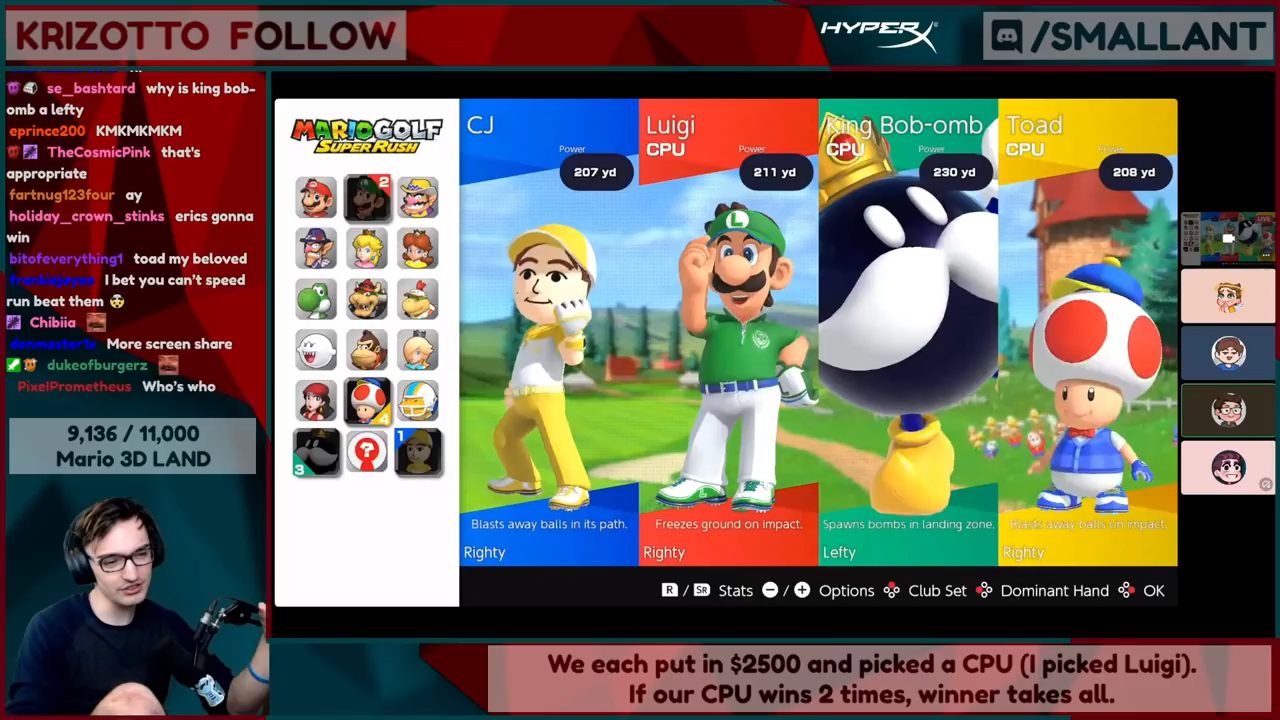 KRIZOTTO FOLLOW
HYPERX
/SMALLANT
se_bashtard why is king bob-
omb a lefty
eprince200 KMKMKMKM
TheCosmicPink that's
appropriate
fartnug123four ay
holiday_crown_stinks erics gonna
win
bitofeverything1 toad my beloved
frankiejayee I bet you can't speed
run beat them
Chibiia
denmaster1x More screen share
dukeofburgerz
PixelPrometheus Who's who
9,136 / 11,000
Mario 3D LAND
MARIO GOLF
SUPER RUSH
2
4
3
1
CJ
Power
207 yd
Blasts away balls in its path.
Righty
Luigi
CPU
Power
211 yd
L
Freezes ground on impact.
Righty
King Bob-omb
CPU
Power
230 yd
Spawns bombs in landing zone.
Lefty
Toad
CPU
Power
208 yd
Blasts away balls on impact.
Righty
R / SR Stats - / + Options Club Set Dominant Hand OK
We each put in $2500 and picked a CPU (I picked Luigi).
If our CPU wins 2 times, winner takes all.